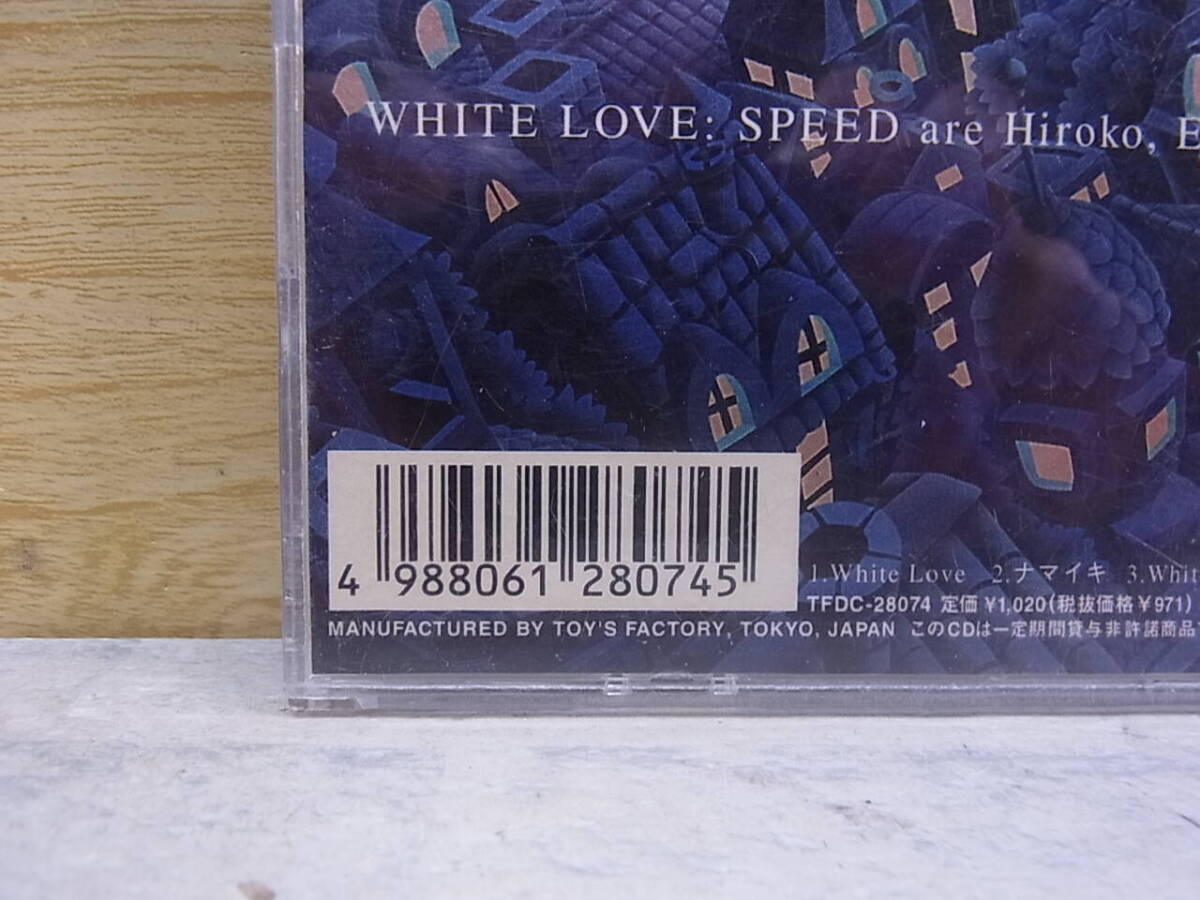 WHITE LOVE: SPEED are Hiroko, E
1.White Love 2.ナマイキ 3.Whit
4 988061 280745
TFDC-28074 定価 ¥1,020(税抜価格¥971)
MANUFACTURED BY TOY'S FACTORY, TOKYO, JAPAN このCDは一定期間貸与非許諾商品